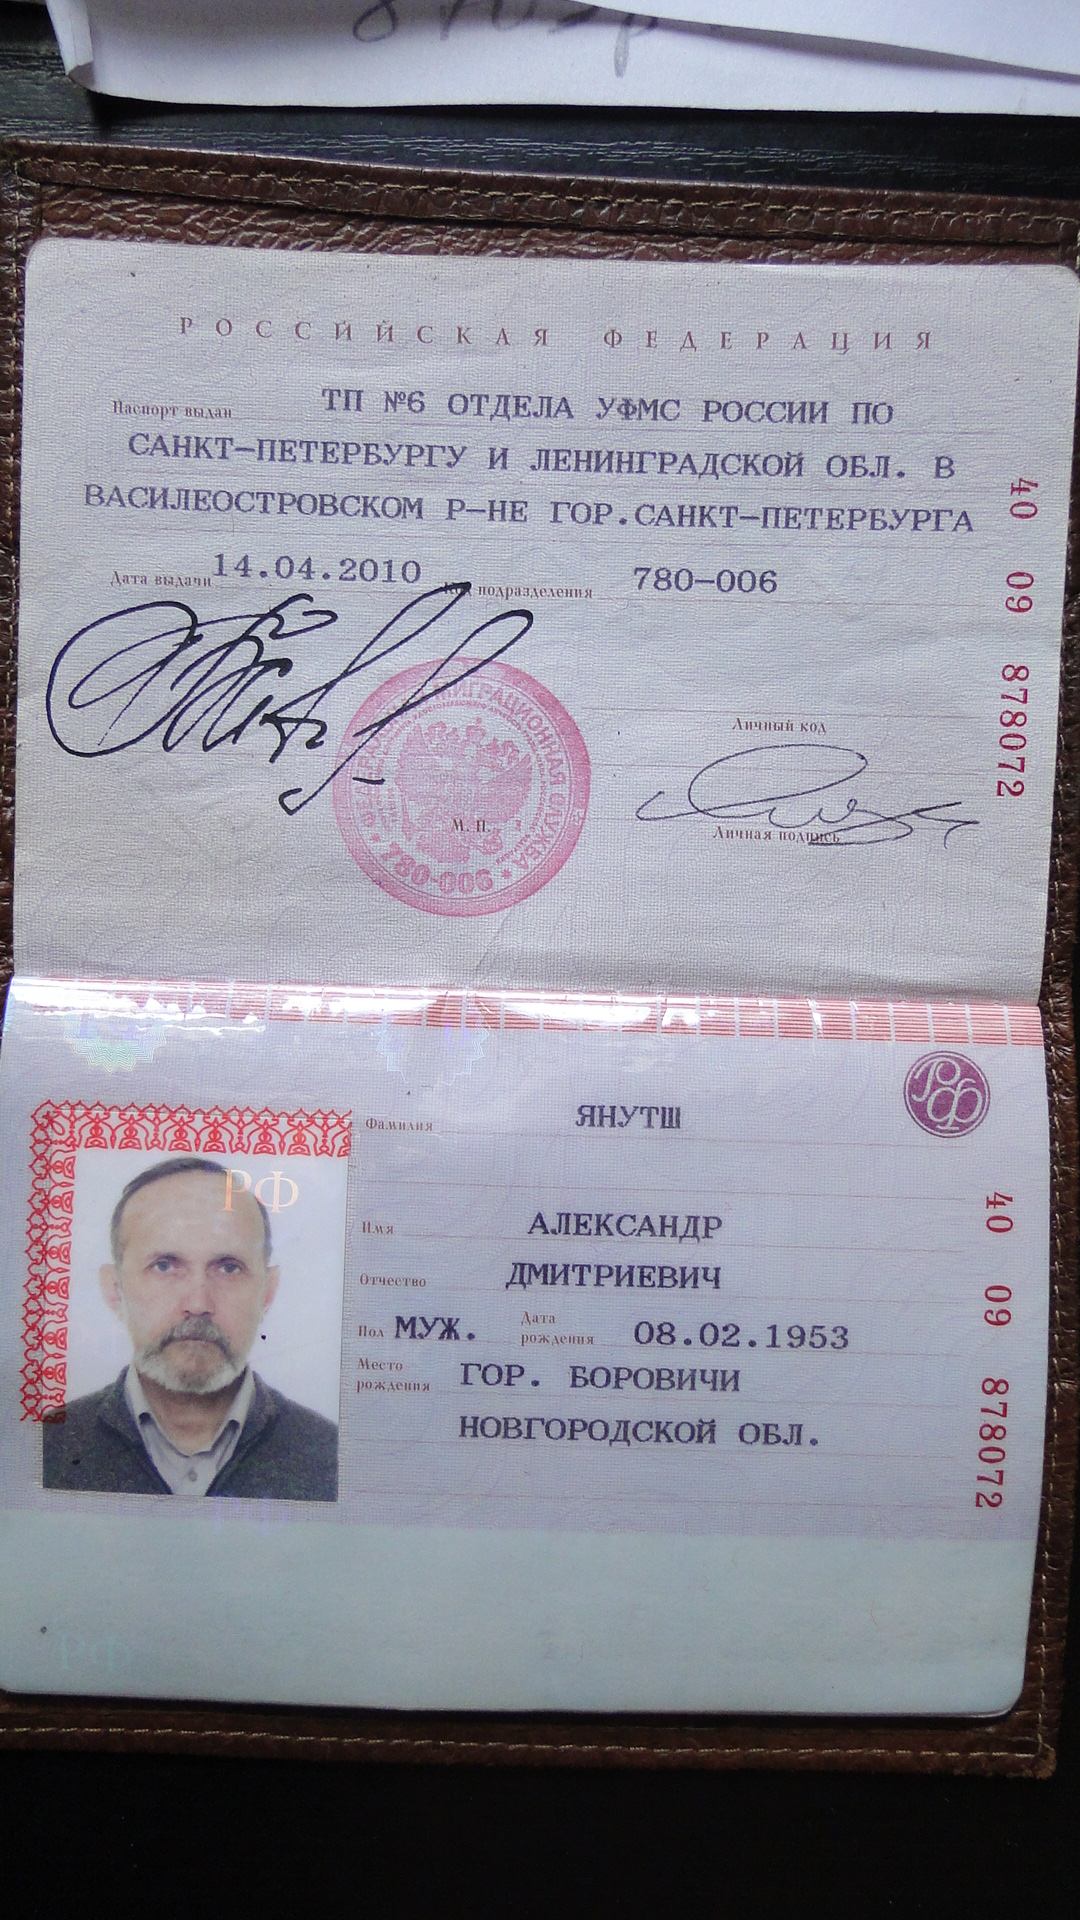 РОССИЙСКАЯ ФЕДЕРАЦИЯ
Паспорт выдан ТП №6 ОТДЕЛА УФМС РОССИИ ПО
САНКТ-ПЕТЕРБУРГУ И ЛЕНИНГРАДСКОЙ ОБЛ. В
ВАСИЛЕОСТРОВСКОМ Р-НЕ ГОР.САНКТ-ПЕТЕРБУРГА
Дата выдачи 14.04.2010 Код подразделения 780-006
Личный код
М. П.
Личная подпись
ФЕДЕРАЛЬНАЯ МИГРАЦИОННАЯ СЛУЖБА
780-006
40 09 878072
РФ
Фамилия ЯНУТШ
РФ
Имя АЛЕКСАНДР
Отчество ДМИТРИЕВИЧ
Пол МУЖ. Дата рождения 08.02.1953
Место рождения ГОР. БОРОВИЧИ
НОВГОРОДСКОЙ ОБЛ.
40 09 878072
РФ